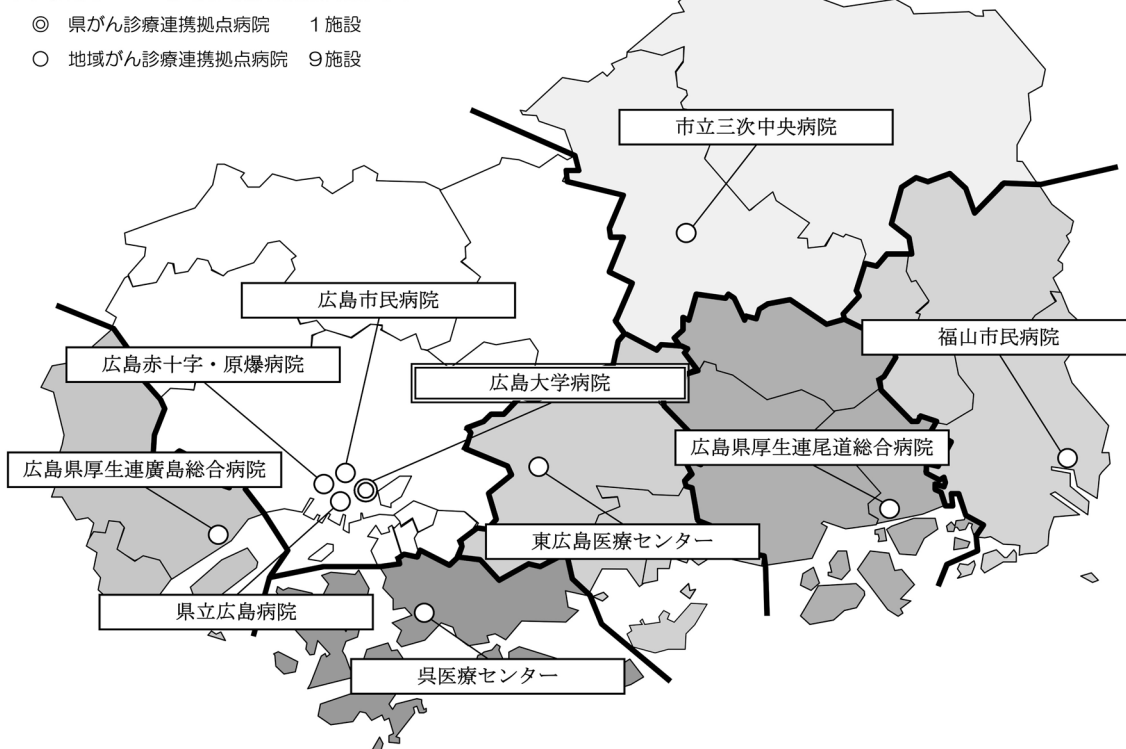 ◎ 県がん診療連携拠点病院 1施設
○ 地域がん診療連携拠点病院 9施設
市立三次中央病院
広島市民病院
福山市民病院
広島赤十字・原爆病院
広島大学病院
広島県厚生連廣島総合病院
広島県厚生連尾道総合病院
東広島医療センター
県立広島病院
呉医療センター